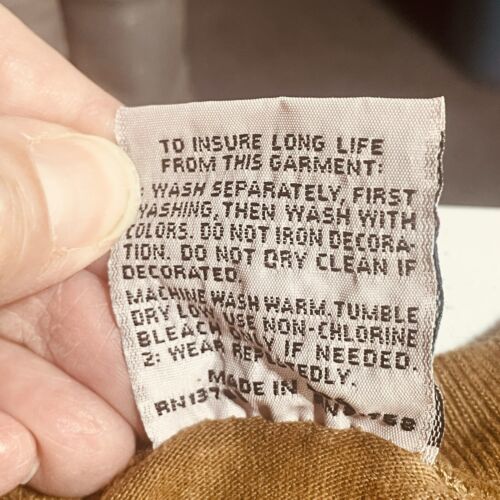 TO INSURE LONG LIFE
FROM THIS GARMENT:
: WASH SEPARATELY, FIRST
WASHING, THEN WASH WITH
COLORS. DO NOT IRON DECORA-
TION. DO NOT DRY CLEAN IF
DECORATED.
MACHINE WASH WARM. TUMBLE
DRY LOW. USE NON-CHLORINE
BLEACH ONLY IF NEEDED.
2: WEAR REPEATEDLY.
MADE IN